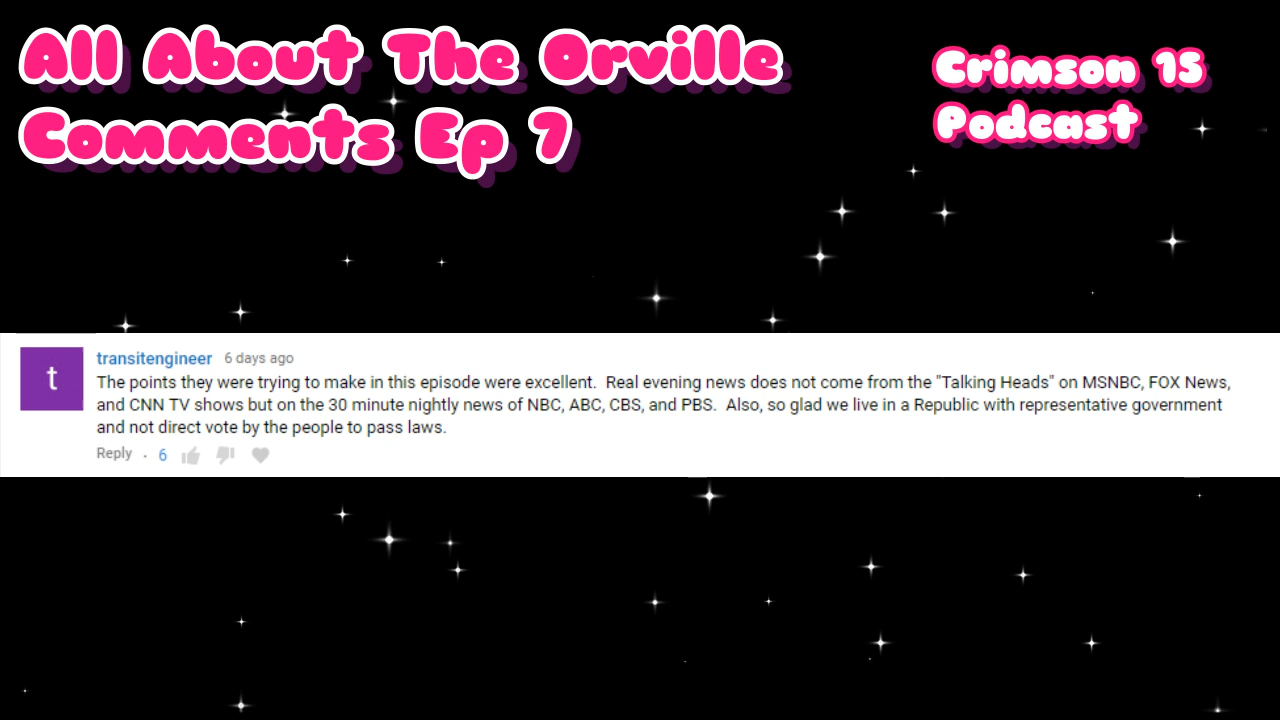 All About The Orville
Comments Ep 7
Crimson 15
Podcast
t
transitengineer 6 days ago
The points they were trying to make in this episode were excellent.  Real evening news does not come from the "Talking Heads" on MSNBC, FOX News,
and CNN TV shows but on the 30 minute nightly news of NBC, ABC, CBS, and PBS.  Also, so glad we live in a Republic with representative government
and not direct vote by the people to pass laws.
Reply · 6